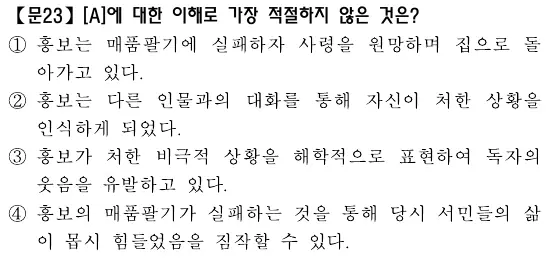 【문23】 [A]에 대한 이해로 가장 적절하지 않은 것은?
① 흥보는 매품팔기에 실패하자 사령을 원망하며 집으로 돌
아가고 있다.
② 흥보는 다른 인물과의 대화를 통해 자신이 처한 상황을
인식하게 되었다.
③ 흥보가 처한 비극적 상황을 해학적으로 표현하여 독자의
웃음을 유발하고 있다.
④ 흥보의 매품팔기가 실패하는 것을 통해 당시 서민들의 삶
이 몹시 힘들었음을 짐작할 수 있다.